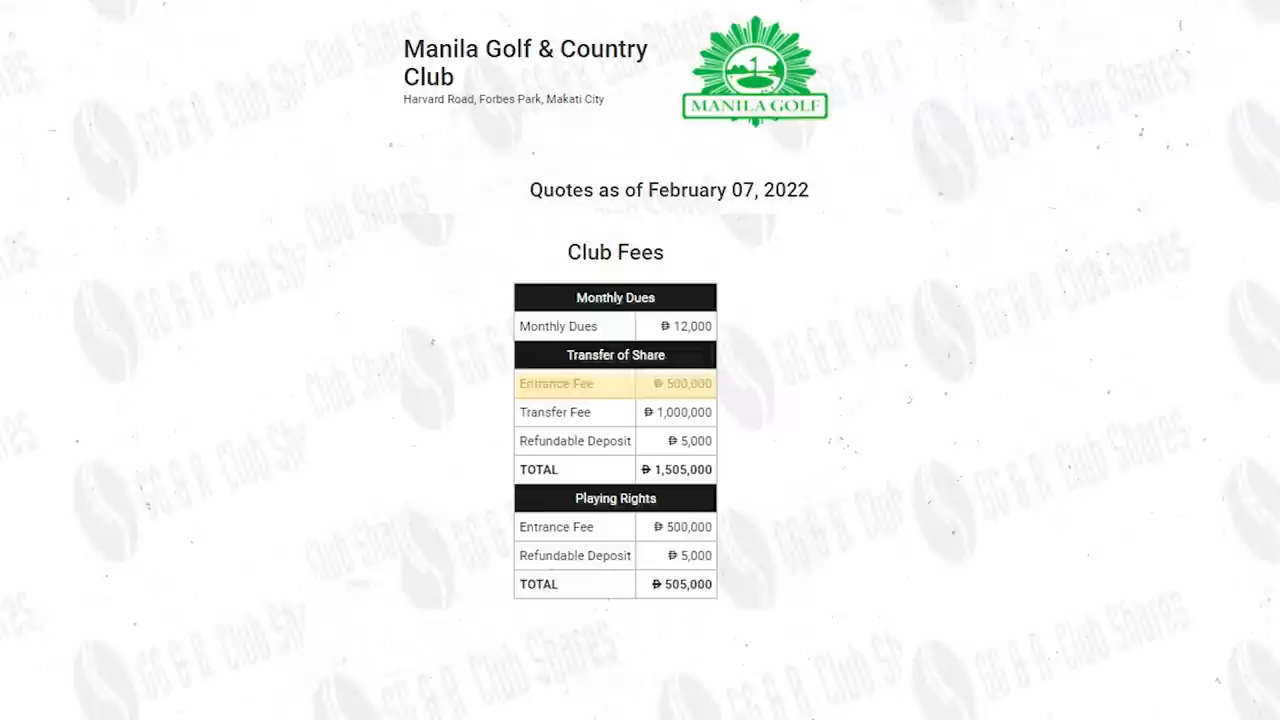 Manila Golf & Country
Club
Harvard Road, Forbes Park, Makati City
MANILA GOLF
Quotes as of February 07, 2022
Club Fees
Monthly Dues
Monthly Dues ₱ 12,000
Transfer of Share
Entrance Fee ₱ 500,000
Transfer Fee ₱ 1,000,000
Refundable Deposit ₱ 5,000
TOTAL ₱ 1,505,000
Playing Rights
Entrance Fee ₱ 500,000
Refundable Deposit ₱ 5,000
TOTAL ₱ 505,000
GG & R Club Shares